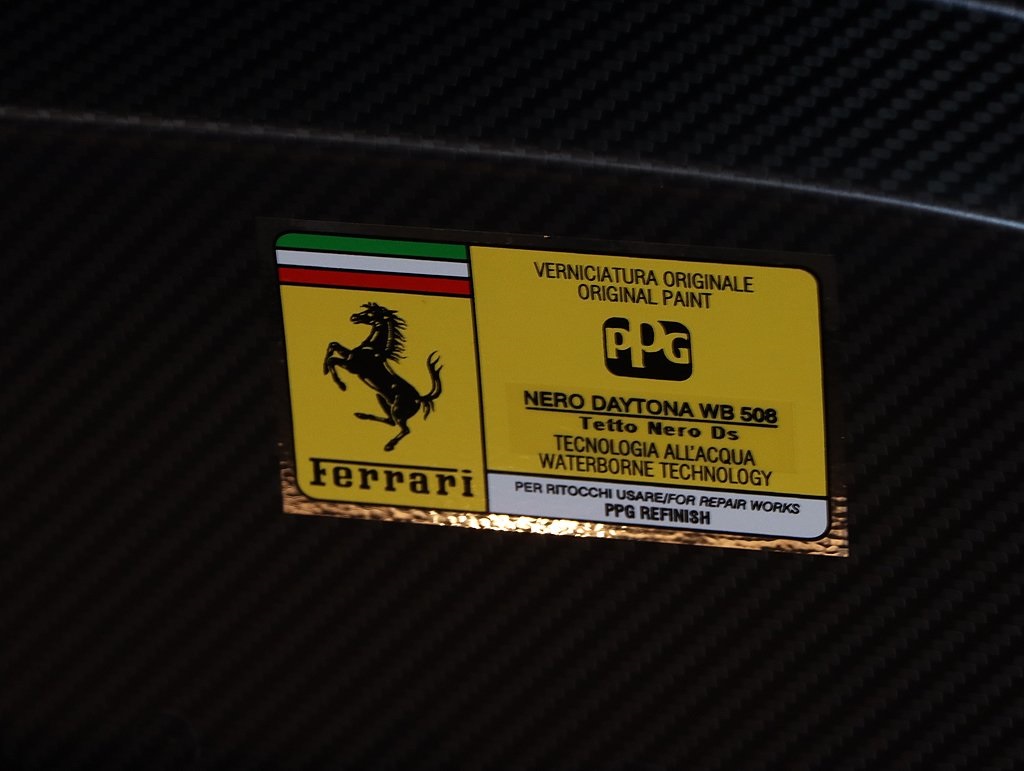 Ferrari
VERNICIATURA ORIGINALE
ORIGINAL PAINT
PPG
NERO DAYTONA WB 508
Tetto Nero Ds
TECNOLOGIA ALL'ACQUA
WATERBORNE TECHNOLOGY
PER RITOCCHI USARE/FOR REPAIR WORKS
PPG REFINISH